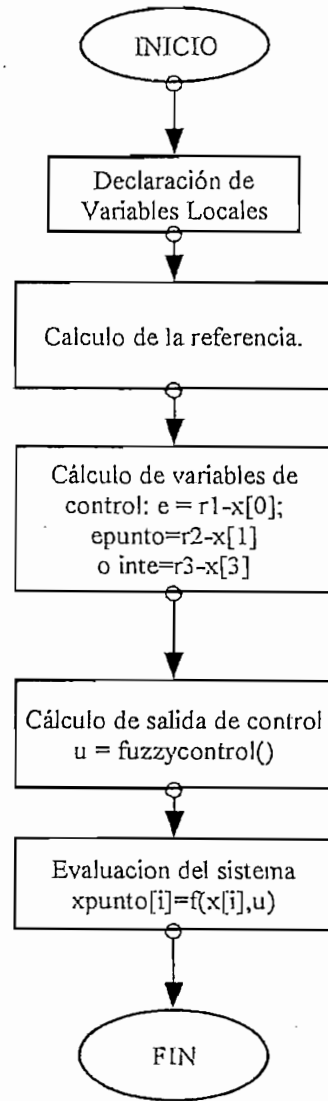 INICIO
Declaración de
Variables Locales
Calculo de la referencia.
Cálculo de variables de
control: e = r1-x[0];
epunto=r2-x[1]
o inte=r3-x[3]
Cálculo de salida de control
u = fuzzycontrol()
Evaluacion del sistema
xpunto[i]=f(x[i],u)
FIN